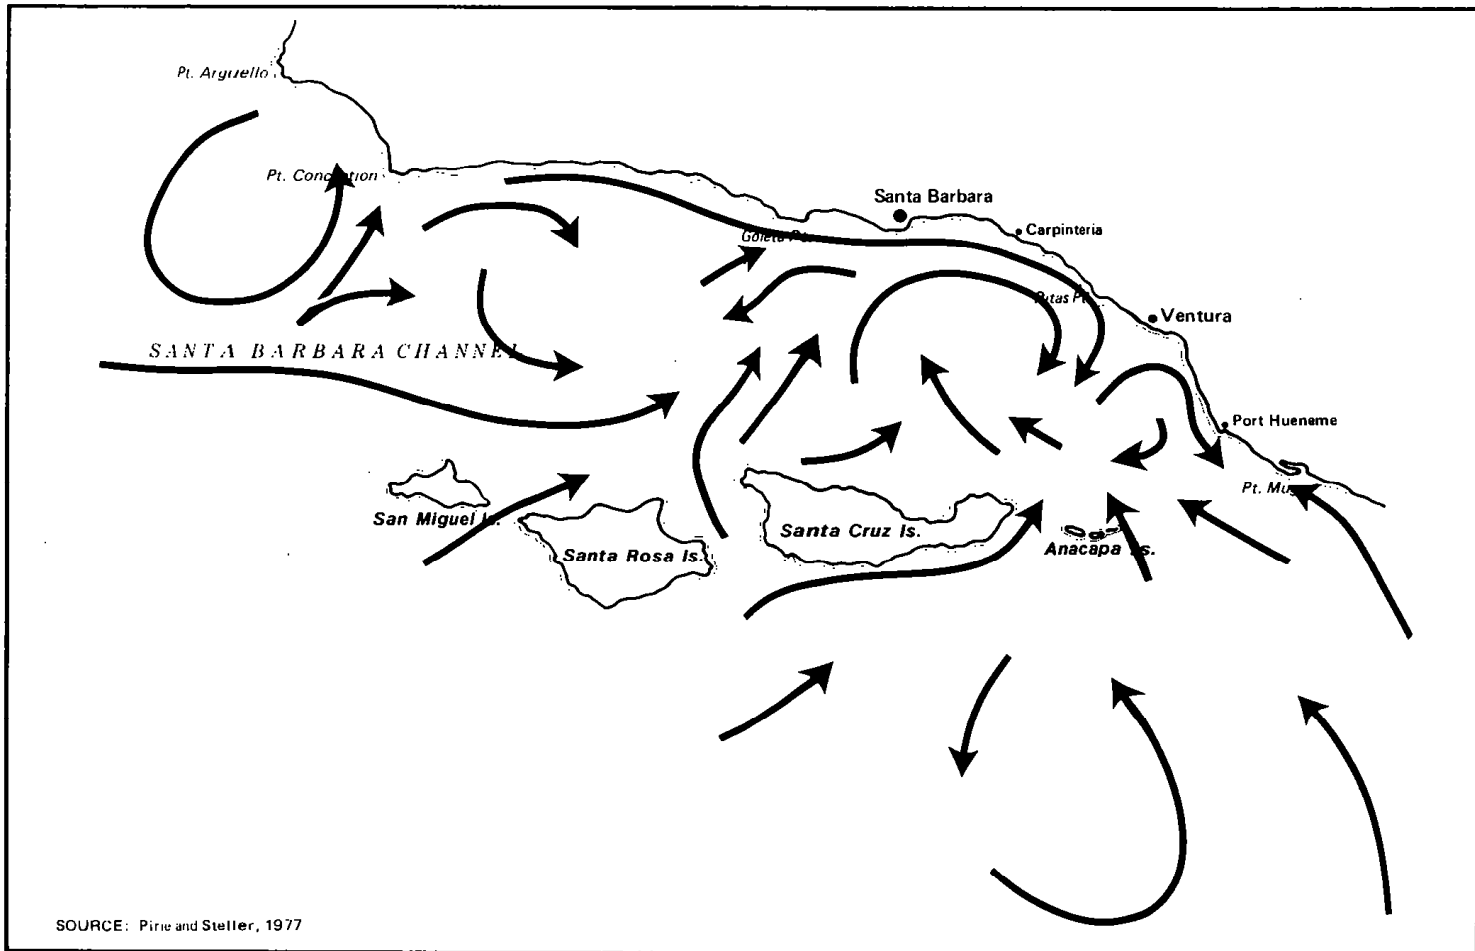 Pt. Arguello
Pt. Conception
Santa Barbara
Goleta Pt.
Carpinteria
Pitas Pt.
Ventura
SANTA BARBARA CHANNEL
Port Hueneme
Pt. Mugu
San Miguel Is.
Santa Rosa Is.
Santa Cruz Is.
Anacapa Is.
SOURCE: Pirie and Steller, 1977